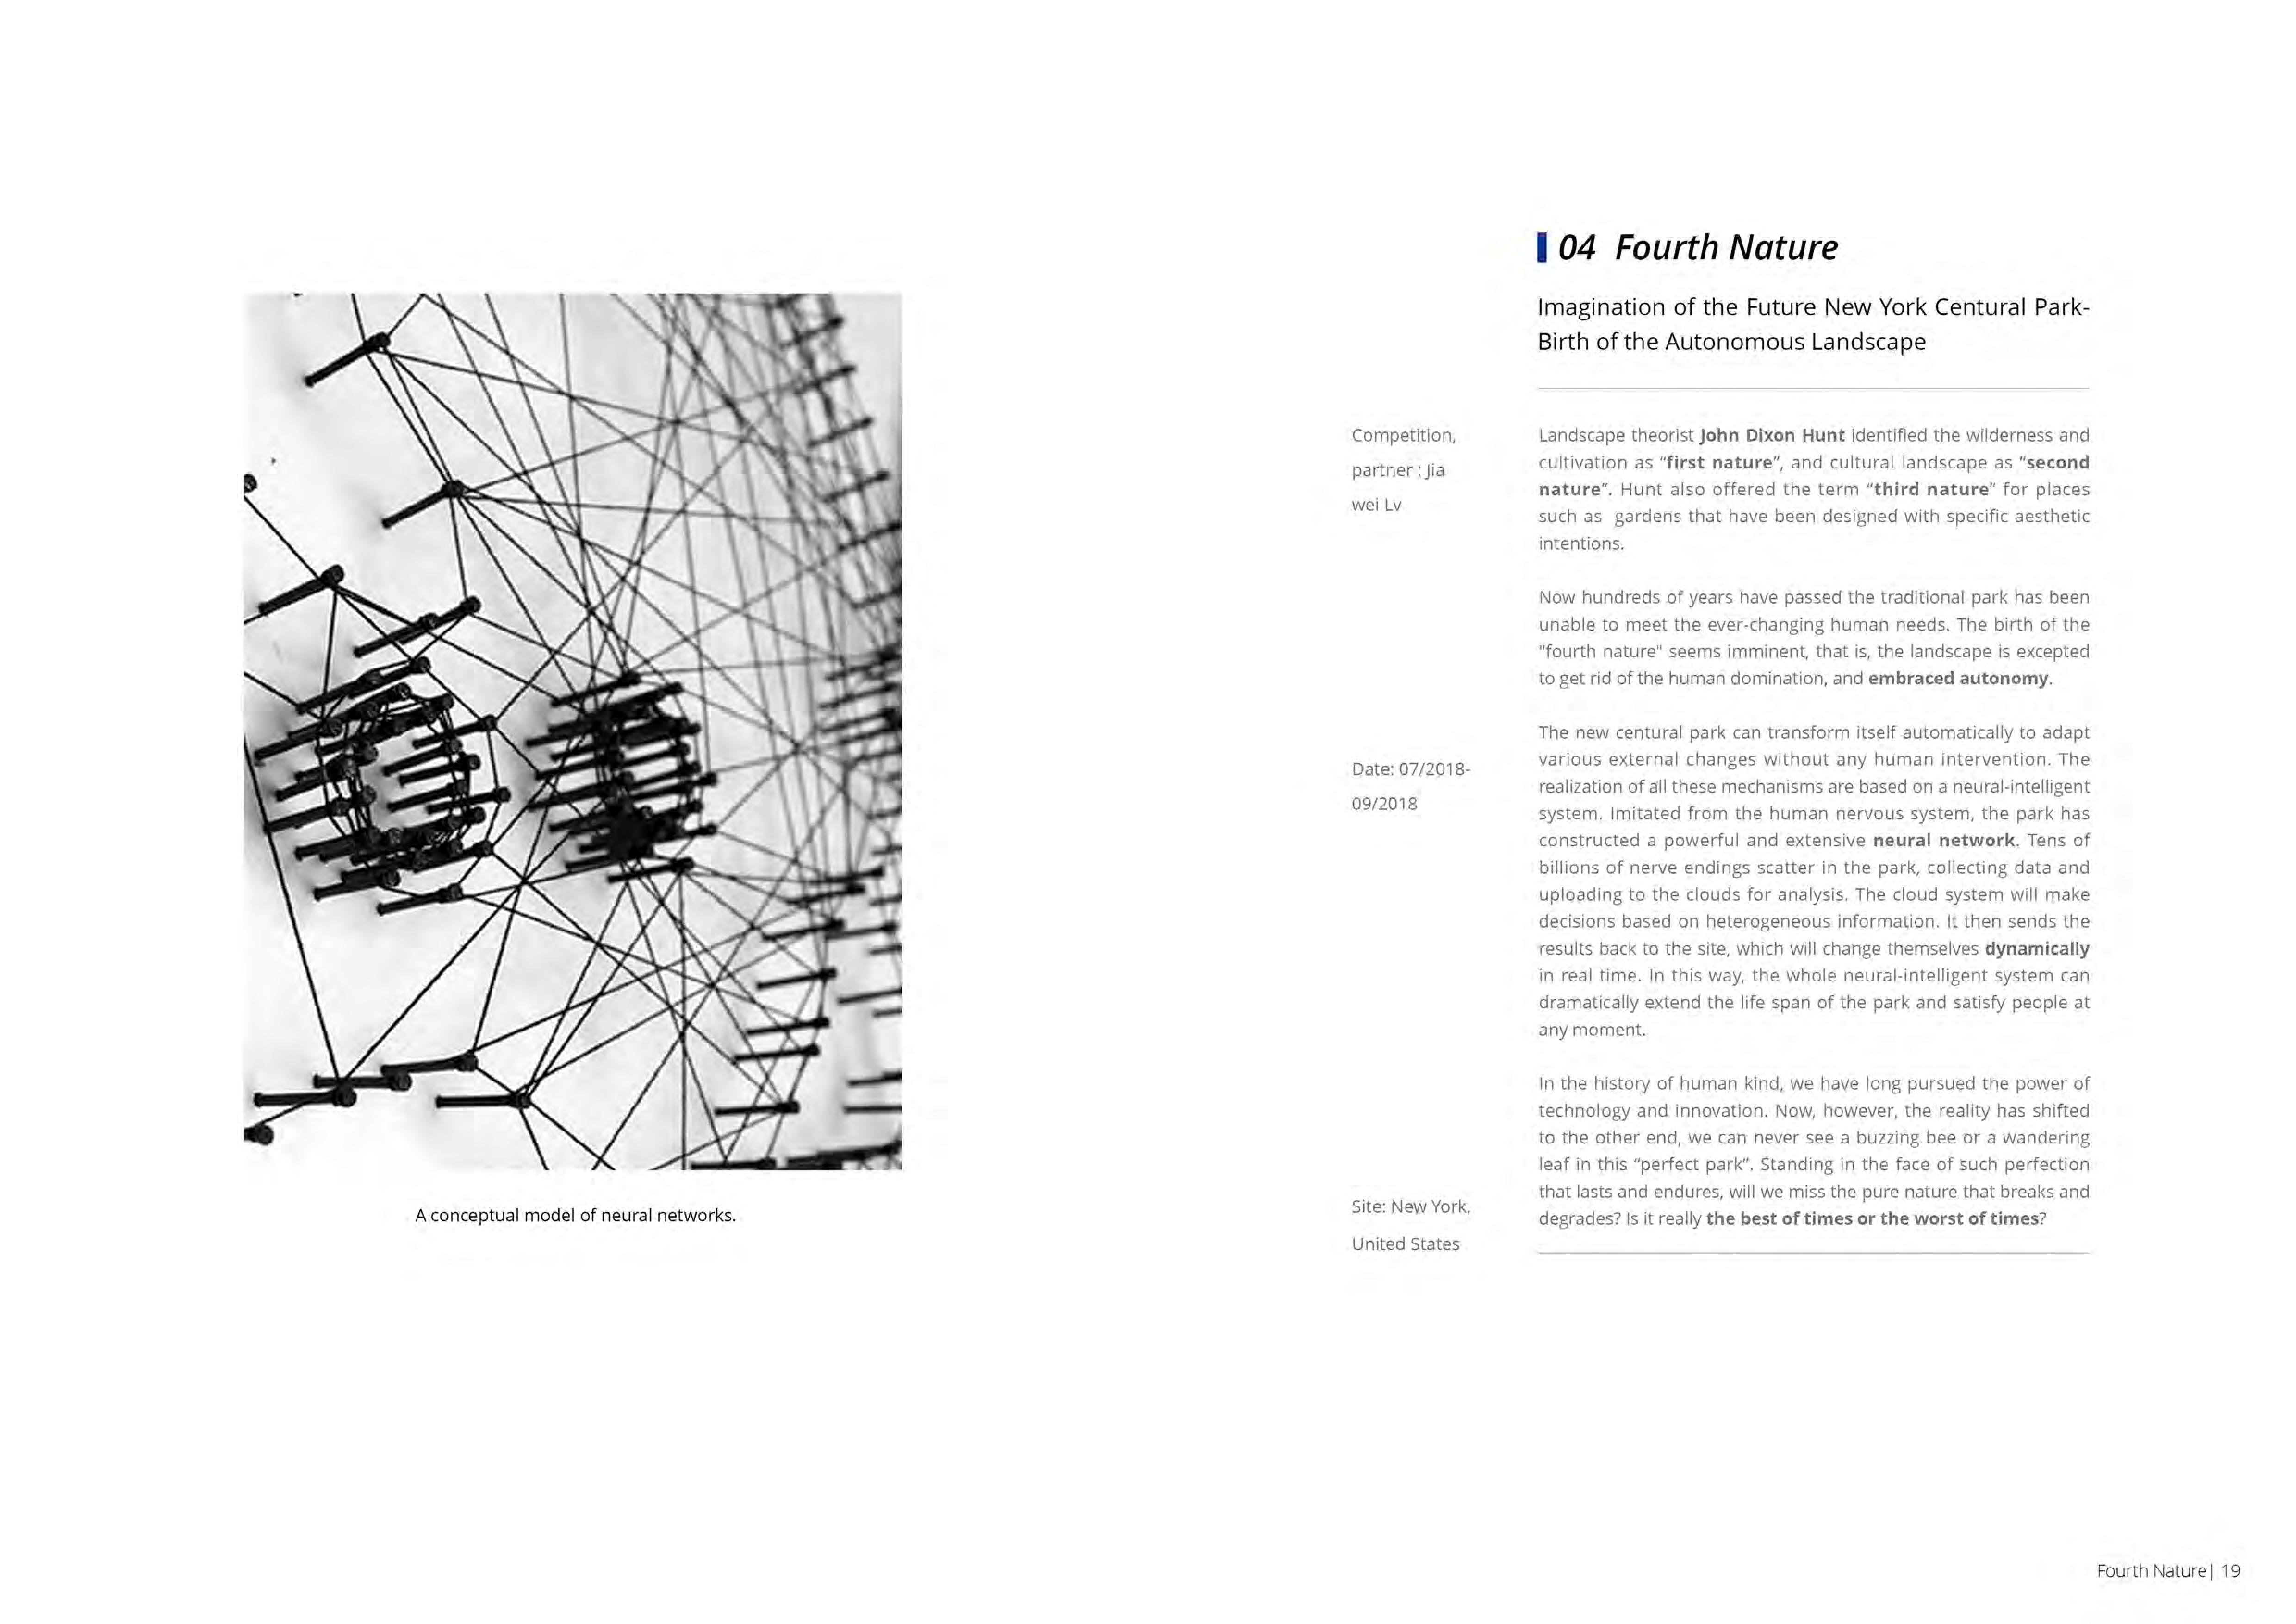 A conceptual model of neural networks.
04 Fourth Nature
Imagination of the Future New York Centural Park-
Birth of the Autonomous Landscape
Competition,
partner : Jia
wei Lv
Date: 07/2018-
09/2018
Site: New York,
United States
Landscape theorist John Dixon Hunt identified the wilderness and
cultivation as “first nature”, and cultural landscape as “second
nature”. Hunt also offered the term “third nature” for places
such as gardens that have been designed with specific aesthetic
intentions.
Now hundreds of years have passed the traditional park has been
unable to meet the ever-changing human needs. The birth of the
"fourth nature" seems imminent, that is, the landscape is excepted
to get rid of the human domination, and embraced autonomy.
The new centural park can transform itself automatically to adapt
various external changes without any human intervention. The
realization of all these mechanisms are based on a neural-intelligent
system. Imitated from the human nervous system, the park has
constructed a powerful and extensive neural network. Tens of
billions of nerve endings scatter in the park, collecting data and
uploading to the clouds for analysis. The cloud system will make
decisions based on heterogeneous information. It then sends the
results back to the site, which will change themselves dynamically
in real time. In this way, the whole neural-intelligent system can
dramatically extend the life span of the park and satisfy people at
any moment.
In the history of human kind, we have long pursued the power of
technology and innovation. Now, however, the reality has shifted
to the other end, we can never see a buzzing bee or a wandering
leaf in this “perfect park”. Standing in the face of such perfection
that lasts and endures, will we miss the pure nature that breaks and
degrades? Is it really the best of times or the worst of times?
Fourth Nature| 19